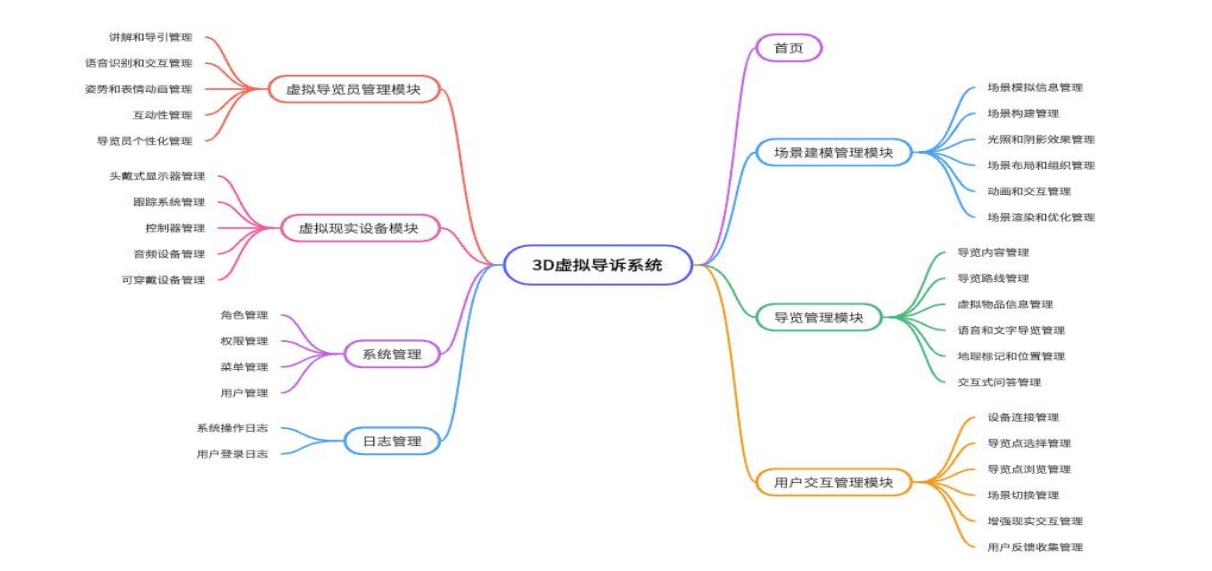 3D虚拟导诉系统
首页
场景建模管理模块
场景模拟信息管理
场景构建管理
光照和阴影效果管理
场景布局和组织管理
动画和交互管理
场景渲染和优化管理
导览管理模块
导览内容管理
导览路线管理
虚拟物品信息管理
语音和文字导览管理
地理标记和位置管理
交互式问答管理
用户交互管理模块
设备连接管理
导览点选择管理
导览点浏览管理
场景切换管理
增强现实交互管理
用户反馈收集管理
虚拟导览员管理模块
讲解和导引管理
语音识别和交互管理
姿势和表情动画管理
互动性管理
导览员个性化管理
虚拟现实设备模块
头戴式显示器管理
跟踪系统管理
控制器管理
音频设备管理
可穿戴设备管理
系统管理
角色管理
权限管理
菜单管理
用户管理
日志管理
系统操作日志
用户登录日志